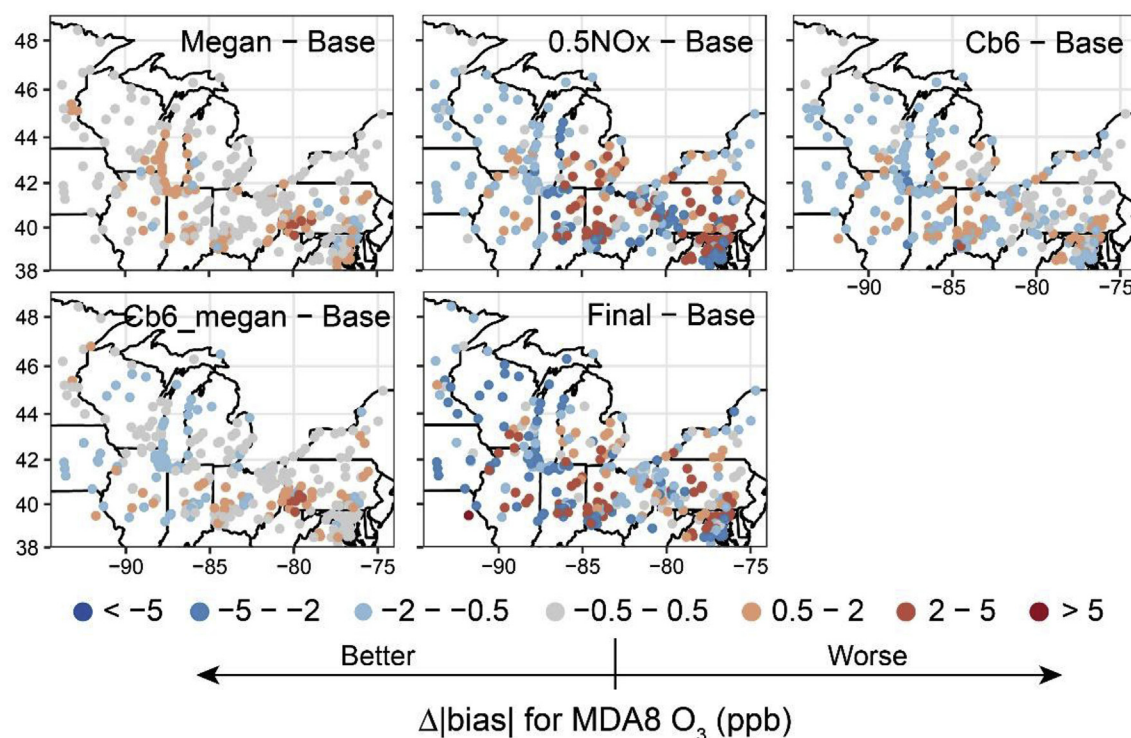 Megan − Base
0.5NOx − Base
Cb6 − Base
48
46
44
42
40
38
−90 −85 −80 −75
Cb6_megan − Base
Final − Base
48
46
44
42
40
38
−90 −85 −80 −75
−90 −85 −80 −75
< −5
−5 − −2
−2 − −0.5
−0.5 − 0.5
0.5 − 2
2 − 5
> 5
Better
Worse
Δ|bias| for MDA8 O₃ (ppb)